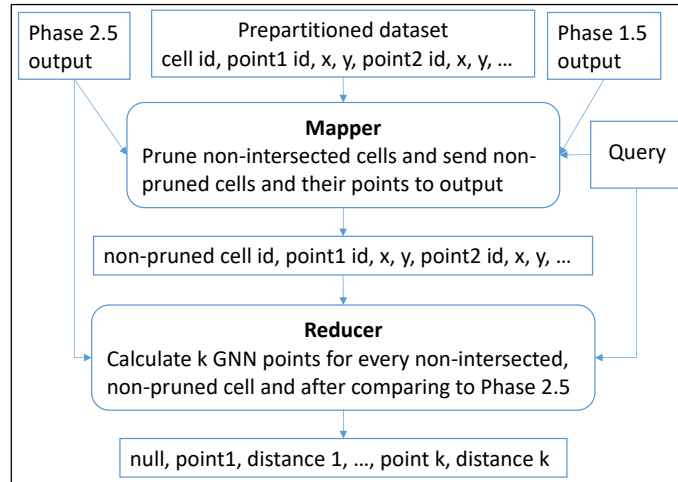 Phase 2.5
output
Prepartitioned dataset
cell id, point1 id, x, y, point2 id, x, y, ...
Phase 1.5
output
Mapper
Prune non-intersected cells and send non-
pruned cells and their points to output
Query
non-pruned cell id, point1 id, x, y, point2 id, x, y, ...
Reducer
Calculate k GNN points for every non-intersected,
non-pruned cell and after comparing to Phase 2.5
null, point1, distance 1, ..., point k, distance k